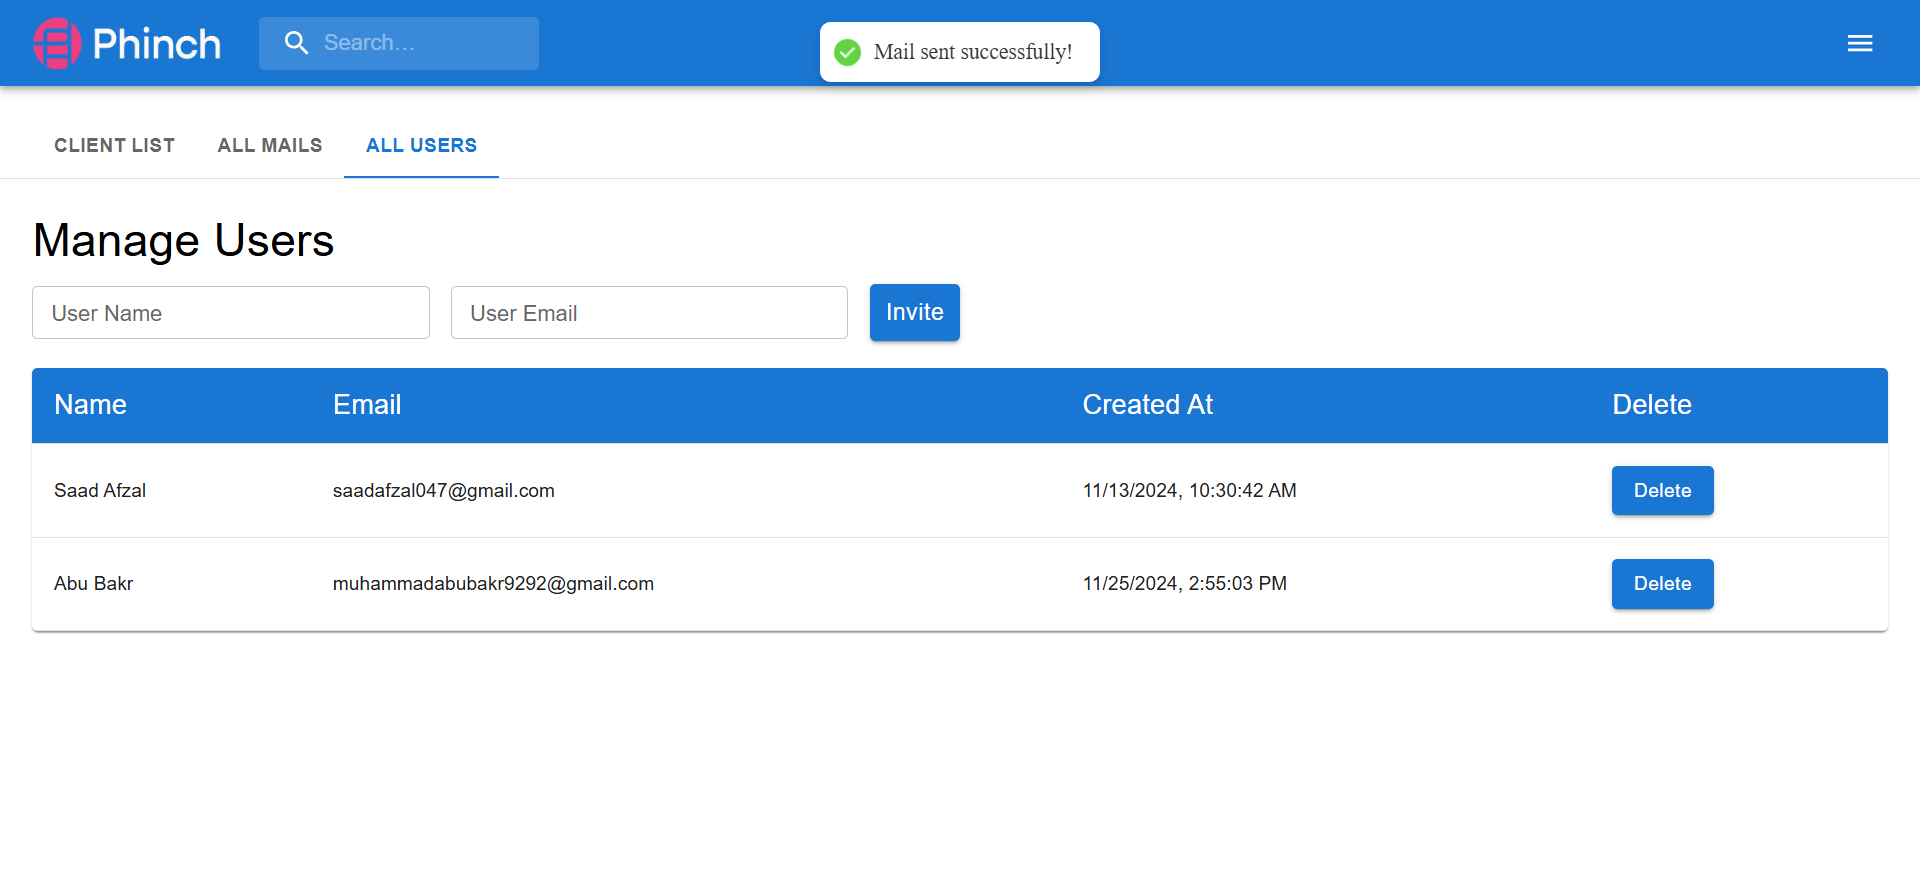 Phinch
Search…
Mail sent successfully!
CLIENT LIST ALL MAILS ALL USERS
Manage Users
User Name User Email Invite
Name Email Created At Delete
Saad Afzal saadafzal047@gmail.com 11/13/2024, 10:30:42 AM Delete
Abu Bakr muhammadabubakr9292@gmail.com 11/25/2024, 2:55:03 PM Delete